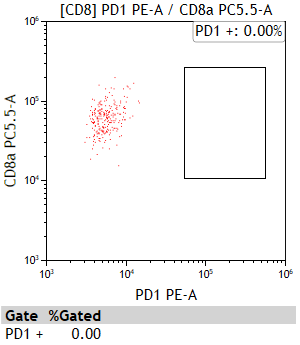 [CD8] PD1 PE-A / CD8a PC5.5-A
PD1 +: 0.00%
10⁶
10⁵
10⁴
10³
CD8a PC5.5-A
10³ 10⁴ 10⁵ 10⁶
PD1 PE-A
Gate %Gated
PD1 + 0.00